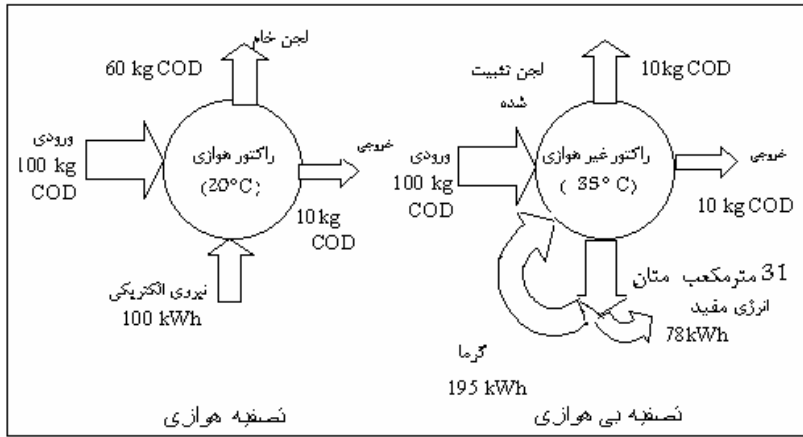 لجن خام
60 kg COD
ورودی
100 kg
COD
راکتور هوازی
(20°C)
خروجی
10 kg
COD
نیروی الکتریکی
100 kWh
تصفیه هوازی
لجن تثبیت
شده
10 kg COD
ورودی
100 kg
COD
راکتور غیر هوازی
( 35° C)
خروجی
10 kg COD
31 مترمکعب متان
انرژی مفید
78kWh
گرما
195 kWh
تصفیه بی هوازی